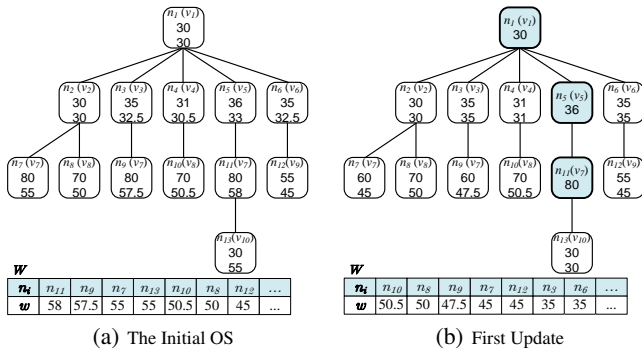 n1 (v1)
30
30
n2 (v2)
30
30
n3 (v3)
35
32.5
n4 (v4)
31
30.5
n5 (v5)
36
33
n6 (v6)
35
32.5
n7 (v7)
80
55
n8 (v8)
70
50
n9 (v7)
80
57.5
n10(v8)
70
50.5
n11(v7)
80
58
n12(v9)
55
45
n13(v10)
30
55
W
ni n11 n9 n7 n13 n10 n8 n12 ...
w 58 57.5 55 55 50.5 50 45 ...
(a) The Initial OS
n1 (v1)
30
n2 (v2)
30
30
n3 (v3)
35
35
n4 (v4)
31
31
n5 (v5)
36
n6 (v6)
35
35
n7 (v7)
60
45
n8 (v8)
70
50
n9 (v7)
60
47.5
n10(v8)
70
50.5
n11(v7)
80
n12(v9)
55
45
n13(v10)
30
30
W
ni n10 n8 n9 n7 n12 n3 n6 ...
w 50.5 50 47.5 45 45 35 35 ...
(b) First Update